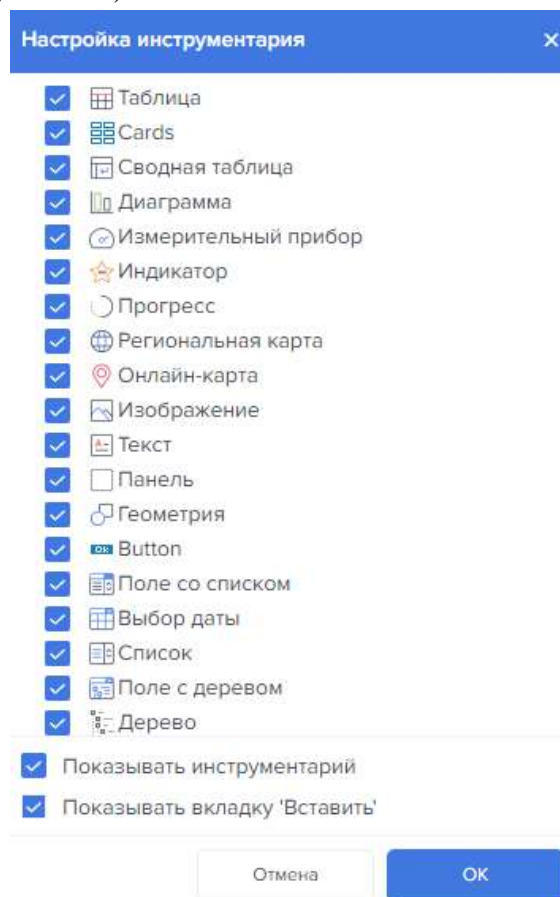 Настройка инструментария
Таблица
Cards
Сводная таблица
Диаграмма
Измерительный прибор
Индикатор
Прогресс
Региональная карта
Онлайн-карта
Изображение
Текст
Панель
Геометрия
Button
Поле со списком
Выбор даты
Список
Поле с деревом
Дерево
Показывать инструментарий
Показывать вкладку 'Вставить'
Отмена
OK